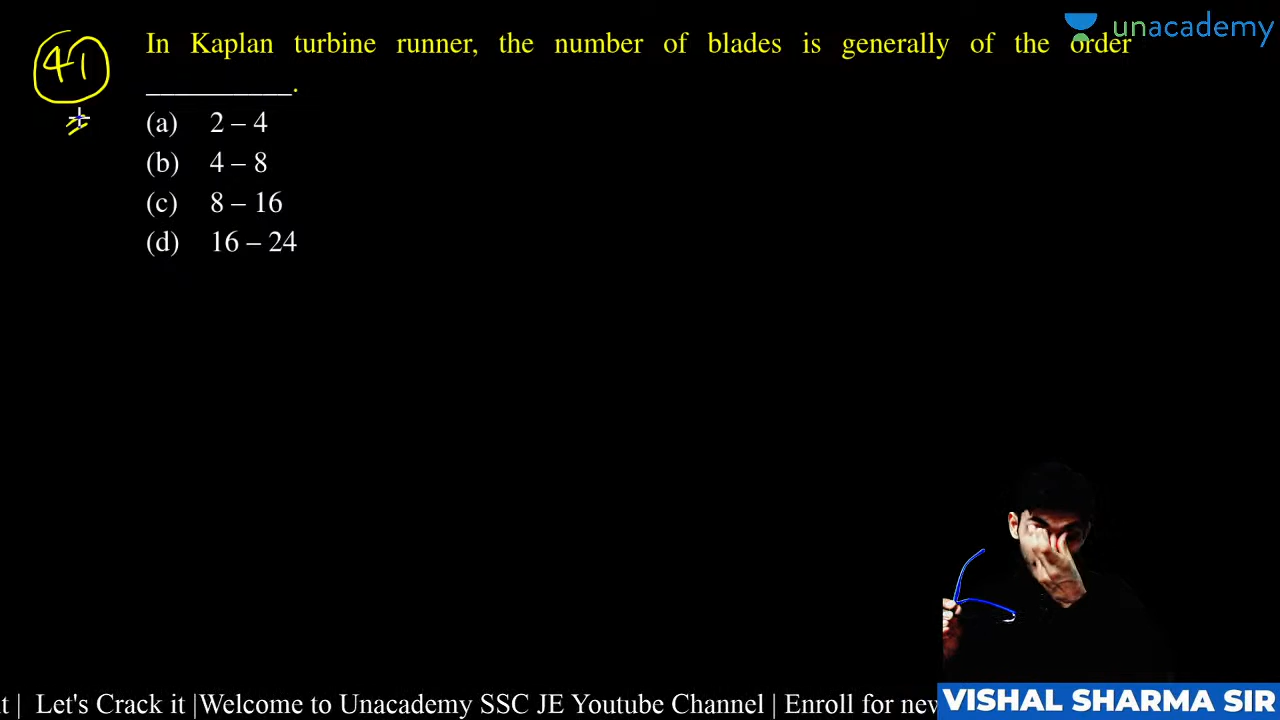 unacademy
41
In Kaplan turbine runner, the number of blades is generally of the order
__________.
(a) 2 – 4
(b) 4 – 8
(c) 8 – 16
(d) 16 – 24
t | Let's Crack it |Welcome to Unacademy SSC JE Youtube Channel | Enroll for new
VISHAL SHARMA SIR